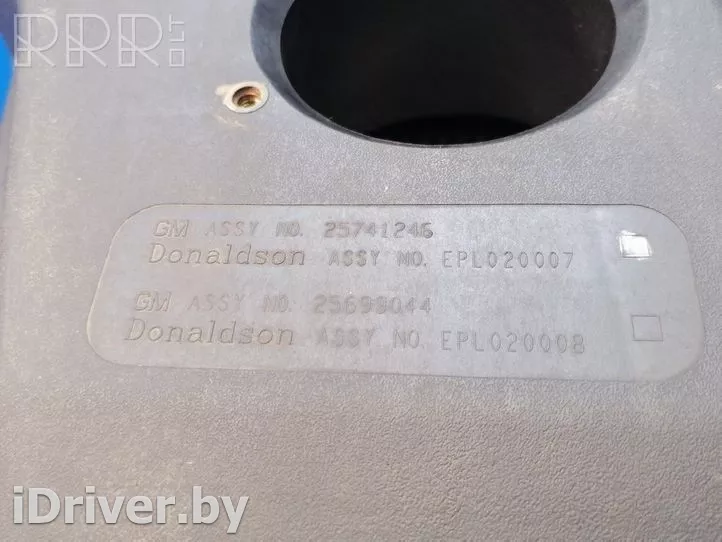 RRR.LT
GM ASSY NO. 25741246
Donaldson ASSY NO. EPL020007
GM ASSY NO. 25699044
Donaldson ASSY NO. EPL020008
iDriver.by